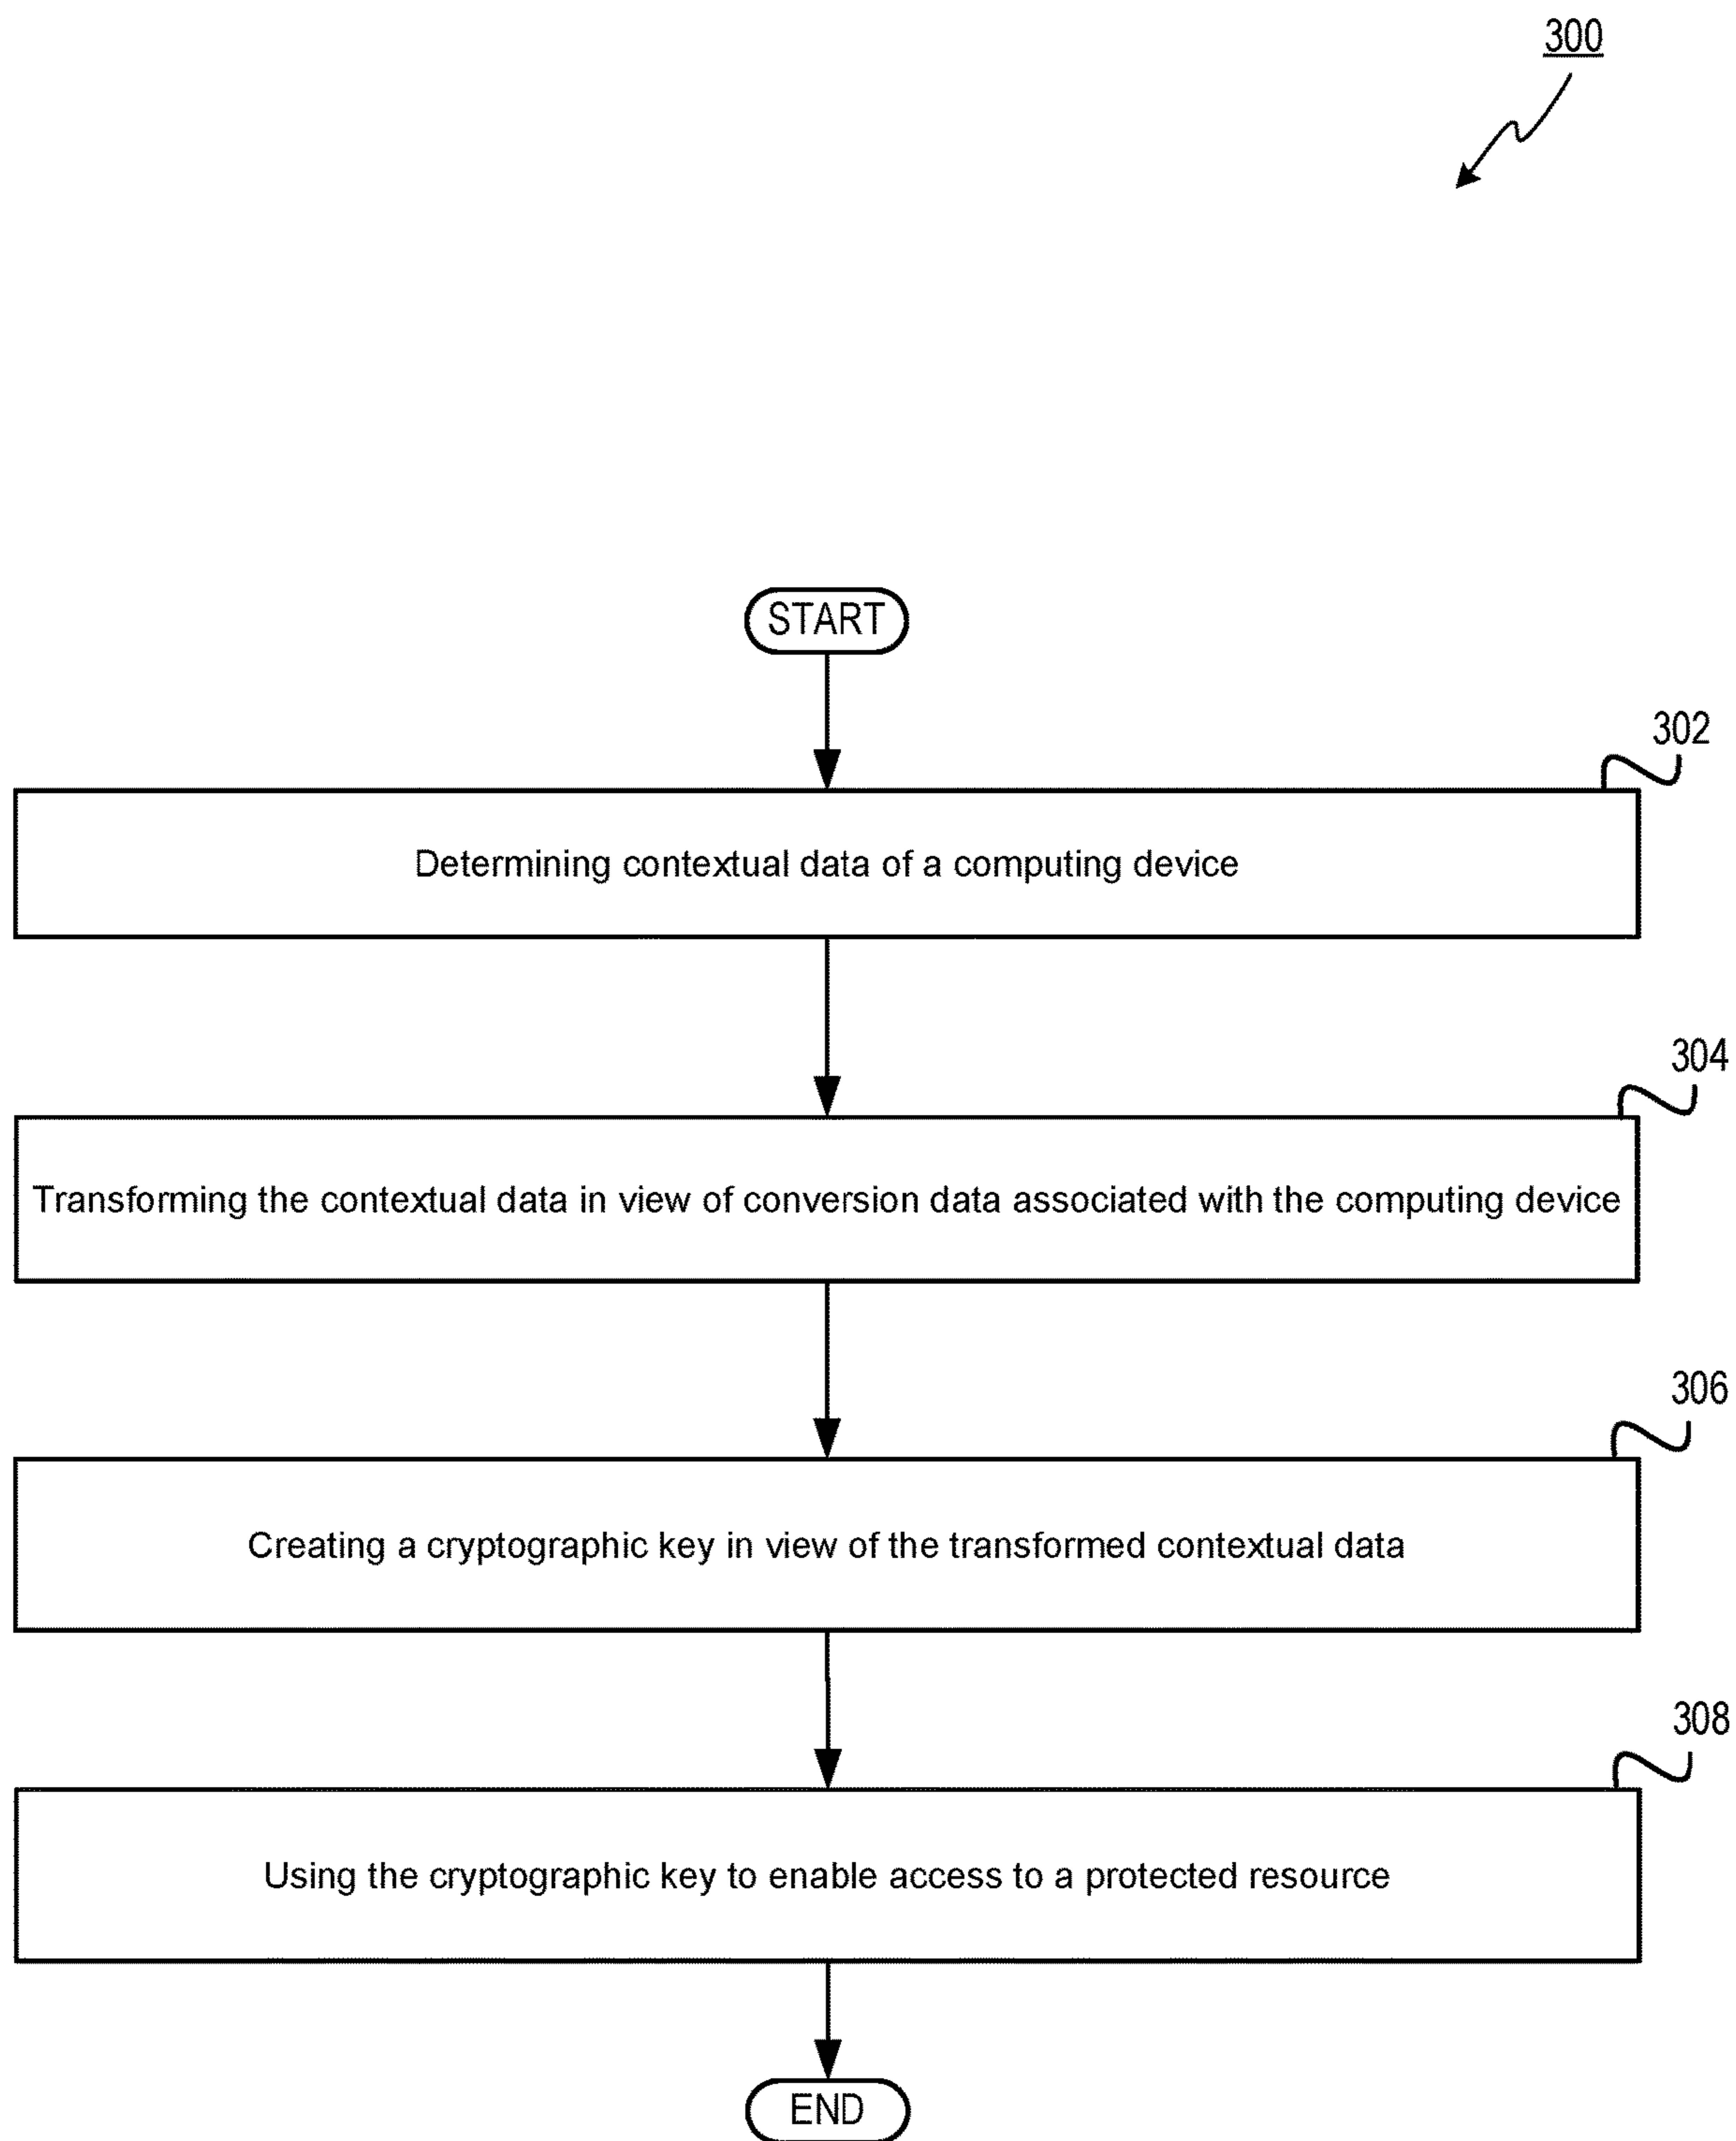 300
START
302
Determining contextual data of a computing device
304
Transforming the contextual data in view of conversion data associated with the computing device
306
Creating a cryptographic key in view of the transformed contextual data
308
Using the cryptographic key to enable access to a protected resource
END